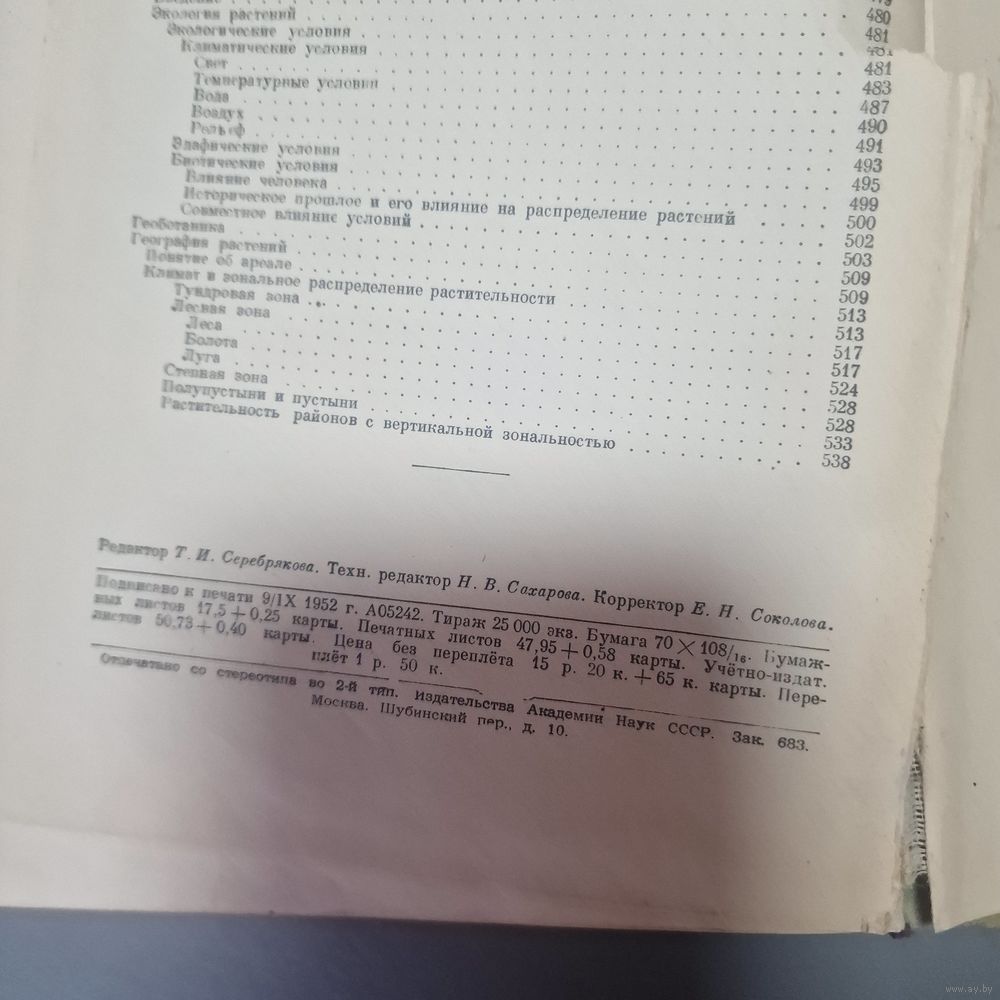 Введение 479
Экология растений 480
Экологические условия 481
Климатические условия 481
Свет 481
Температурные условия 483
Вода 487
Воздух 490
Рельеф 491
Эдафические условия 493
Биотические условия 495
Влияние человека 499
Историческое прошлое и его влияние на распределение растений 500
Совместное влияние условий 502
Геоботаника 503
География растений 509
Понятие об ареале 509
Климат и зональное распределение растительности 513
Тундровая зона 513
Лесная зона 517
Леса 517
Болота 524
Луга 528
Степная зона 528
Полупустыни и пустыни 533
Растительность районов с вертикальной зональностью 538
Редактор Т. И. Серебрякова. Техн. редактор Н. В. Сахарова. Корректор Е. Н. Соколова.
Подписано к печати 9/IX 1952 г. А05242. Тираж 25 000 экз. Бумага 70 × 108/16. Бумаж-
ных листов 17,5 + 0,25 карты. Печатных листов 47,95 + 0,58 карты. Учётно-издат.
листов 50,73 + 0,40 карты. Цена без переплёта 15 р. 20 к. + 65 к. карты. Пере-
плёт 1 р. 50 к.
Отпечатано со стереотипа во 2-й тип. Издательства Академии Наук СССР. Зак. 683.
Москва. Шубинский пер., д. 10.
www.ay.by